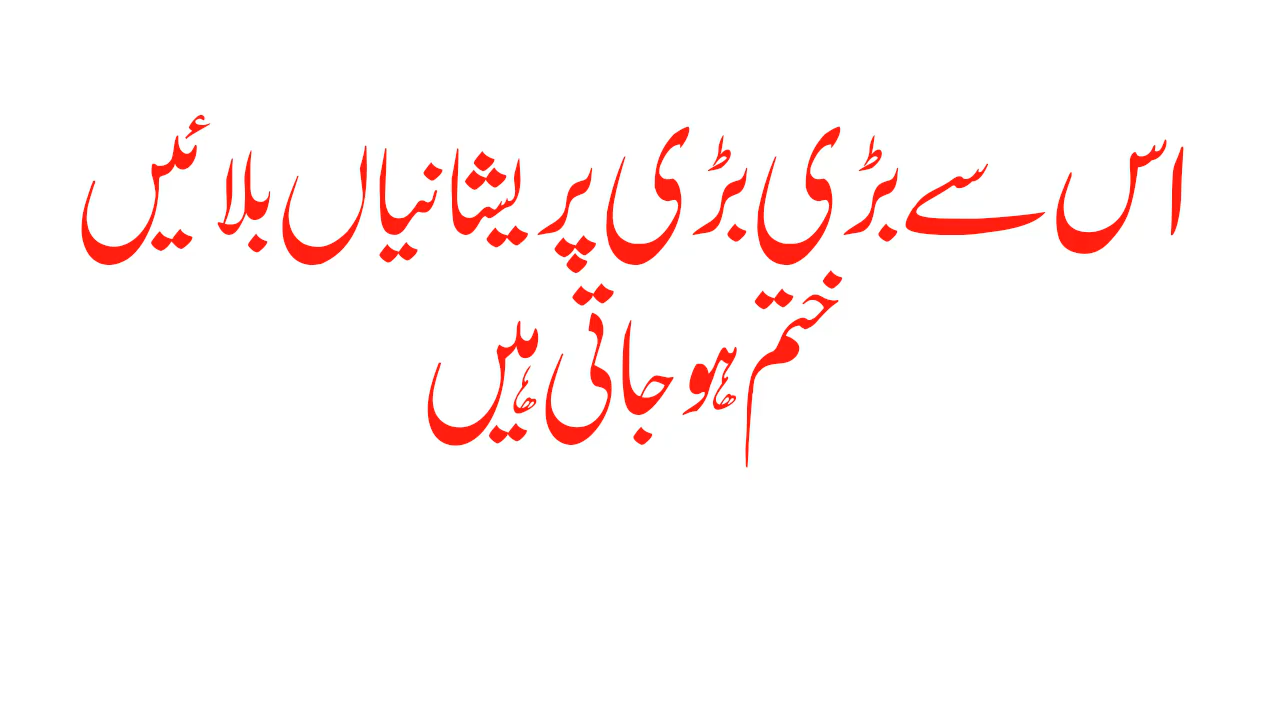 اس سے بڑی بڑی پریشانیاں بلائیں
ختم ہو جاتی ہیں